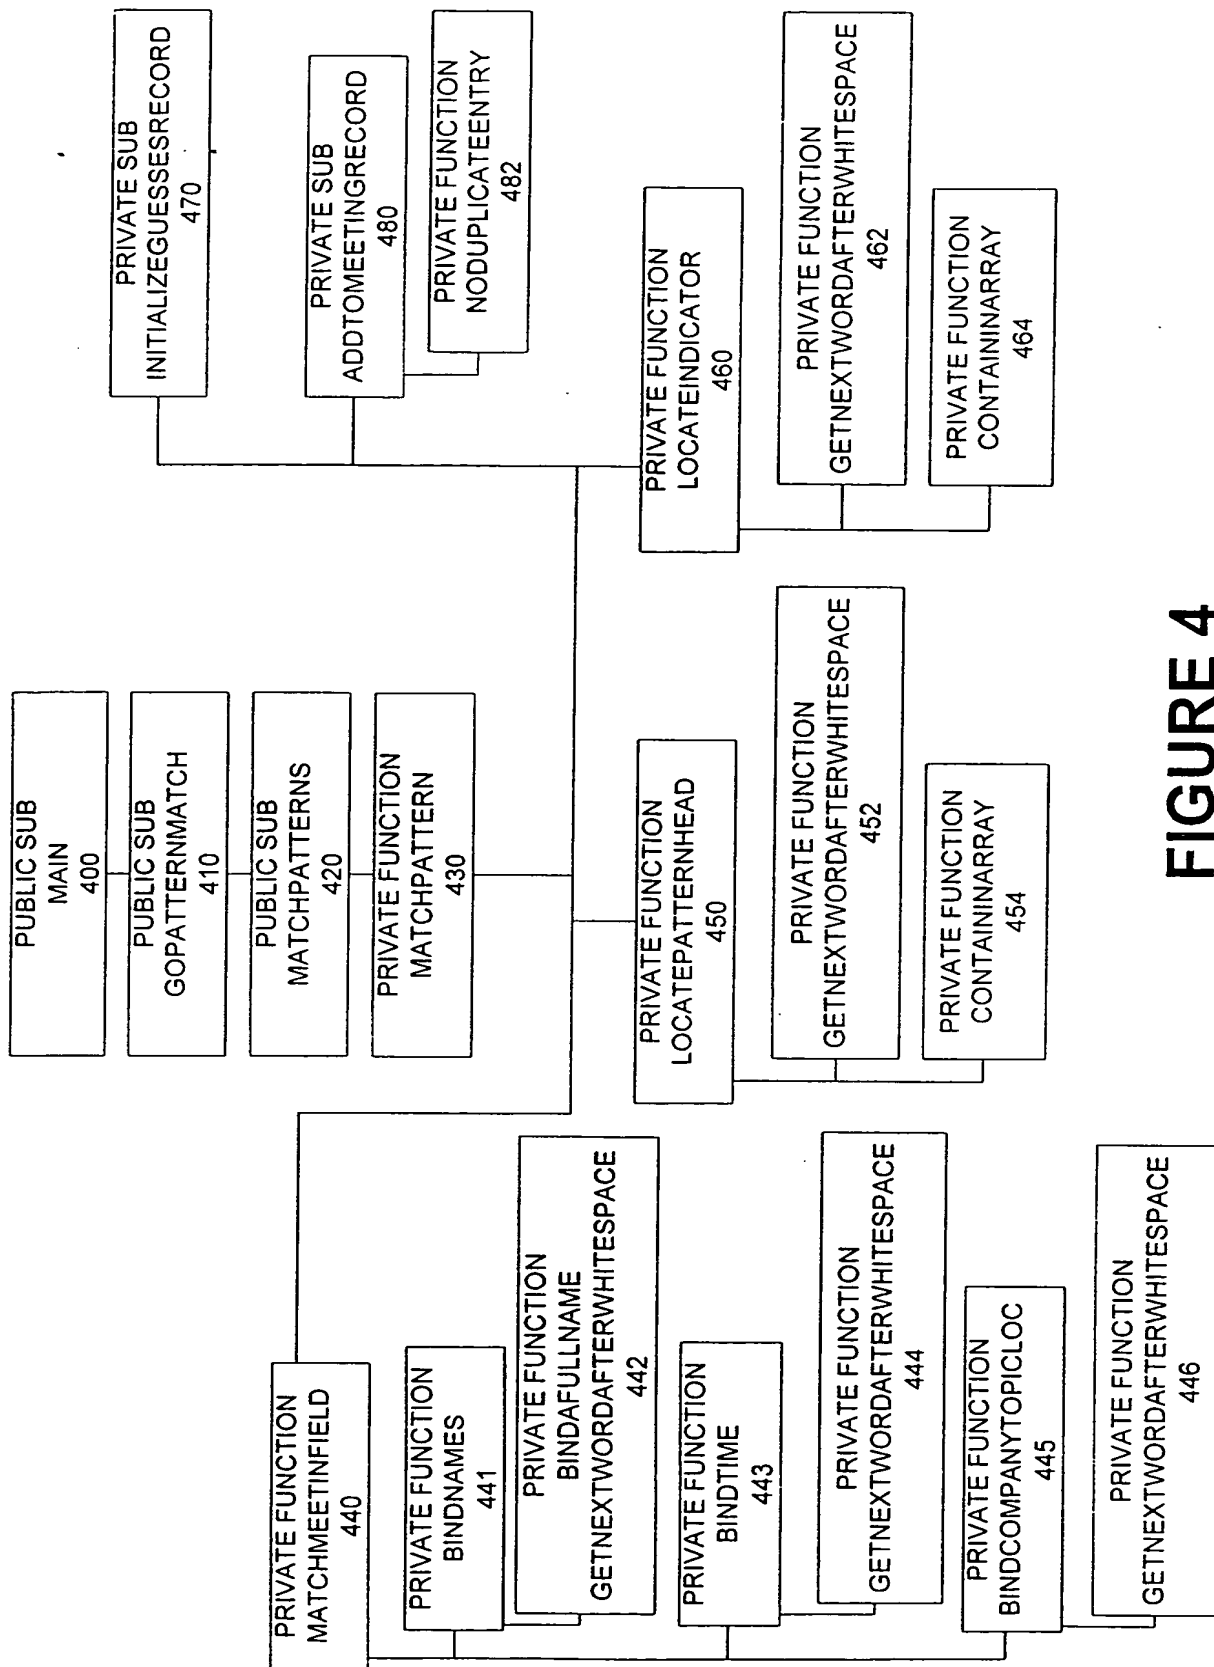 PUBLIC SUB
MAIN
400
PUBLIC SUB
GOPATTERNMATCH
410
PUBLIC SUB
MATCHPATTERNS
420
PRIVATE FUNCTION
MATCHPATTERN
430
PRIVATE FUNCTION
MATCHMEETINFIELD
440
PRIVATE FUNCTION
BINDNAMES
441
PRIVATE FUNCTION
BINDAFULLNAME
GETNEXTWORDAFTERWHITESPACE
442
PRIVATE FUNCTION
BINDTIME
443
PRIVATE FUNCTION
GETNEXTWORDAFTERWHITESPACE
444
PRIVATE FUNCTION
BINDCOMPANYTOPICLOC
445
PRIVATE FUNCTION
GETNEXTWORDAFTERWHITESPACE
446
PRIVATE FUNCTION
LOCATEPATTERNHEAD
450
PRIVATE FUNCTION
GETNEXTWORDAFTERWHITESPACE
452
PRIVATE FUNCTION
CONTAININARRAY
454
PRIVATE FUNCTION
LOCATEINDICATOR
460
PRIVATE FUNCTION
GETNEXTWORDAFTERWHITESPACE
462
PRIVATE FUNCTION
CONTAININARRAY
464
PRIVATE SUB
INITIALIZEGUESSESRECORD
470
PRIVATE SUB
ADDTOMEETINGRECORD
480
PRIVATE FUNCTION
NODUPLICATEENTRY
482
FIGURE 4